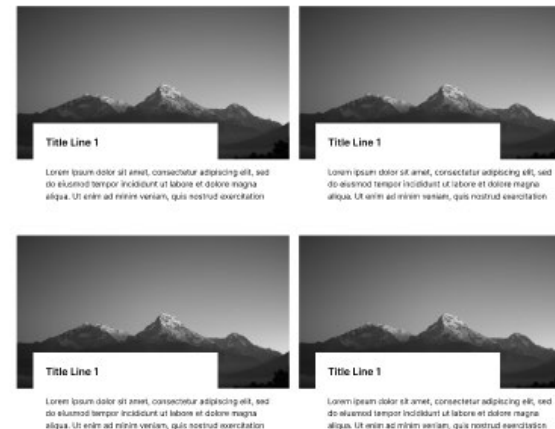 Title Line 1
Lorem ipsum dolor sit amet, consectetur adipiscing elit, sed
do eiusmod tempor incididunt ut labore et dolore magna
aliqua. Ut enim ad minim veniam, quis nostrud exercitation
Title Line 1
Lorem ipsum dolor sit amet, consectetur adipiscing elit, sed
do eiusmod tempor incididunt ut labore et dolore magna
aliqua. Ut enim ad minim veniam, quis nostrud exercitation
Title Line 1
Lorem ipsum dolor sit amet, consectetur adipiscing elit, sed
do eiusmod tempor incididunt ut labore et dolore magna
aliqua. Ut enim ad minim veniam, quis nostrud exercitation
Title Line 1
Lorem ipsum dolor sit amet, consectetur adipiscing elit, sed
do eiusmod tempor incididunt ut labore et dolore magna
aliqua. Ut enim ad minim veniam, quis nostrud exercitation